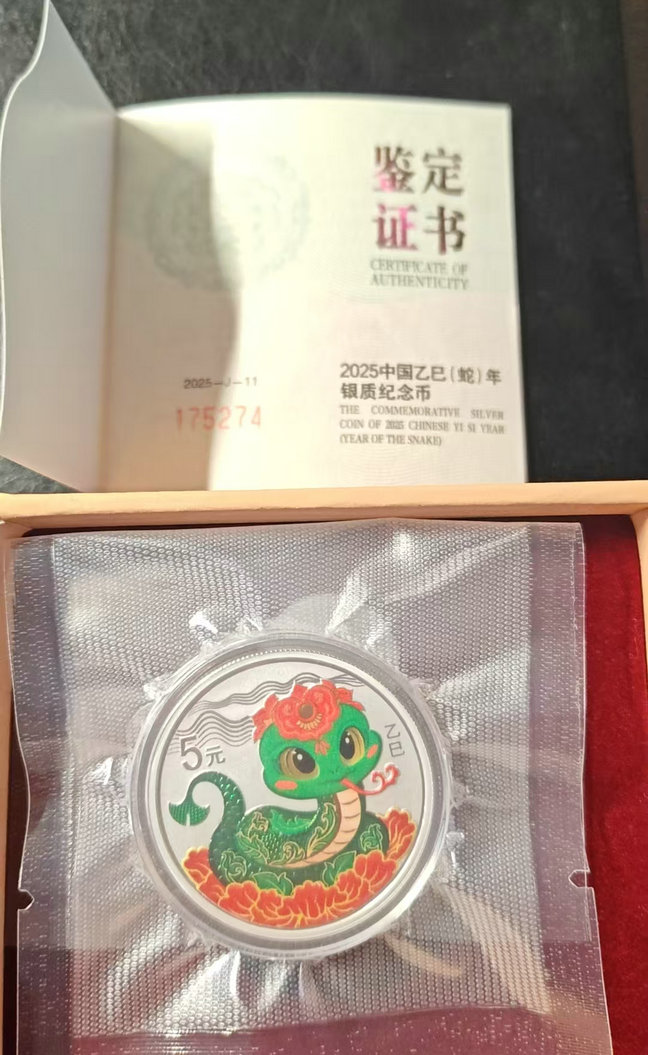 鉴定
证书
CERTIFICATE OF
AUTHENTICITY
2025-J-11
175274
2025中国乙巳(蛇)年
银质纪念币
THE COMMEMORATIVE SILVER
COIN OF 2025 CHINESE YI SI YEAR
(YEAR OF THE SNAKE)
5元
乙巳